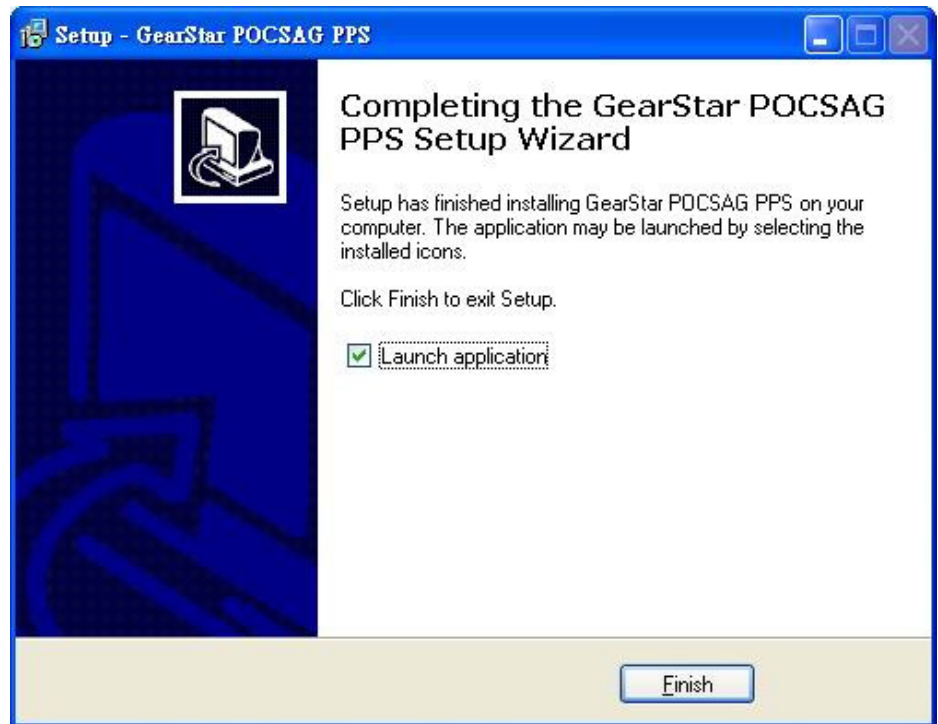 Setup - GearStar POCSAG PPS
Completing the GearStar POCSAG
PPS Setup Wizard
Setup has finished installing GearStar POCSAG PPS on your
computer. The application may be launched by selecting the
installed icons.
Click Finish to exit Setup.
Launch application
Finish